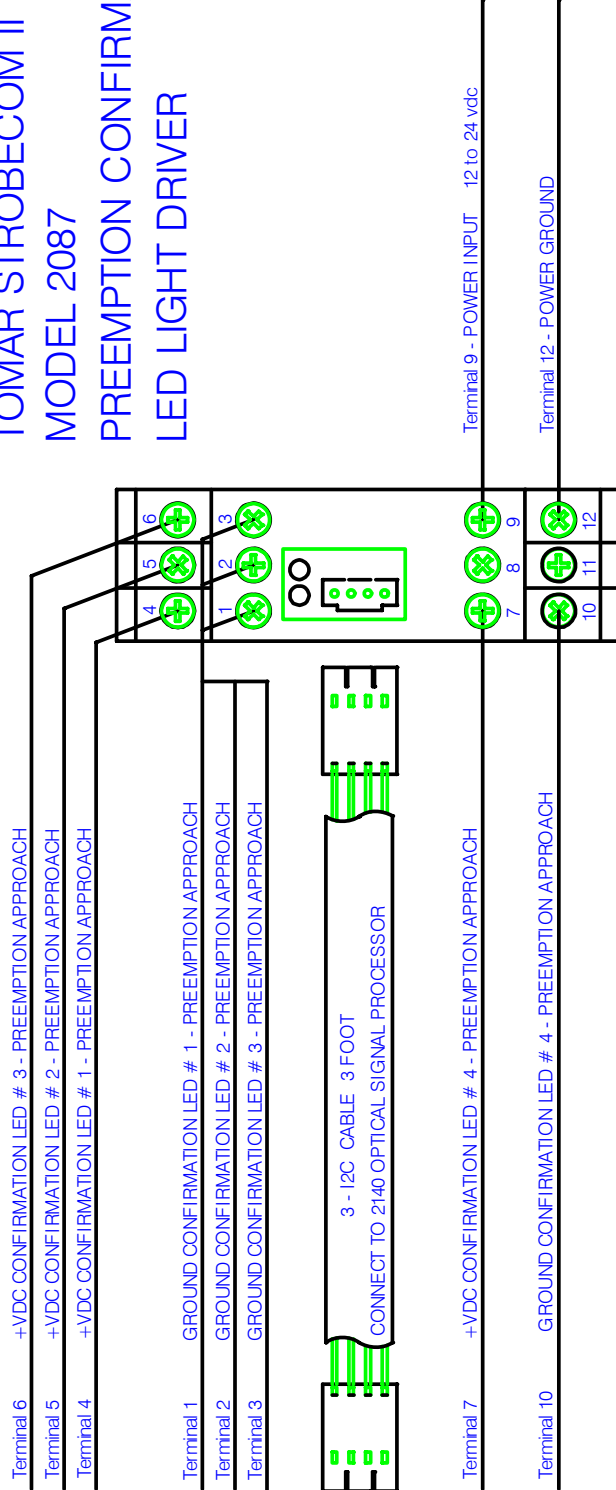 TOMAR STROBECOM II
MODEL 2087
PREEMPTION CONFIRM
LED LIGHT DRIVER
Terminal 9 - POWER INPUT 12 to 24 vdc
Terminal 12 - POWER GROUND
6
5
4
3
2
1
9
8
7
12
11
10
Terminal 6 +VDC CONFIRMATION LED # 3 - PREEMPTION APPROACH
Terminal 5 +VDC CONFIRMATION LED # 2 - PREEMPTION APPROACH
Terminal 4 +VDC CONFIRMATION LED # 1 - PREEMPTION APPROACH
Terminal 1 GROUND CONFIRMATION LED # 1 - PREEMPTION APPROACH
Terminal 2 GROUND CONFIRMATION LED # 2 - PREEMPTION APPROACH
Terminal 3 GROUND CONFIRMATION LED # 3 - PREEMPTION APPROACH
3 - I2C CABLE 3 FOOT
CONNECT TO 2140 OPTICAL SIGNAL PROCESSOR
Terminal 7 +VDC CONFIRMATION LED # 4 - PREEMPTION APPROACH
Terminal 10 GROUND CONFIRMATION LED # 4 - PREEMPTION APPROACH